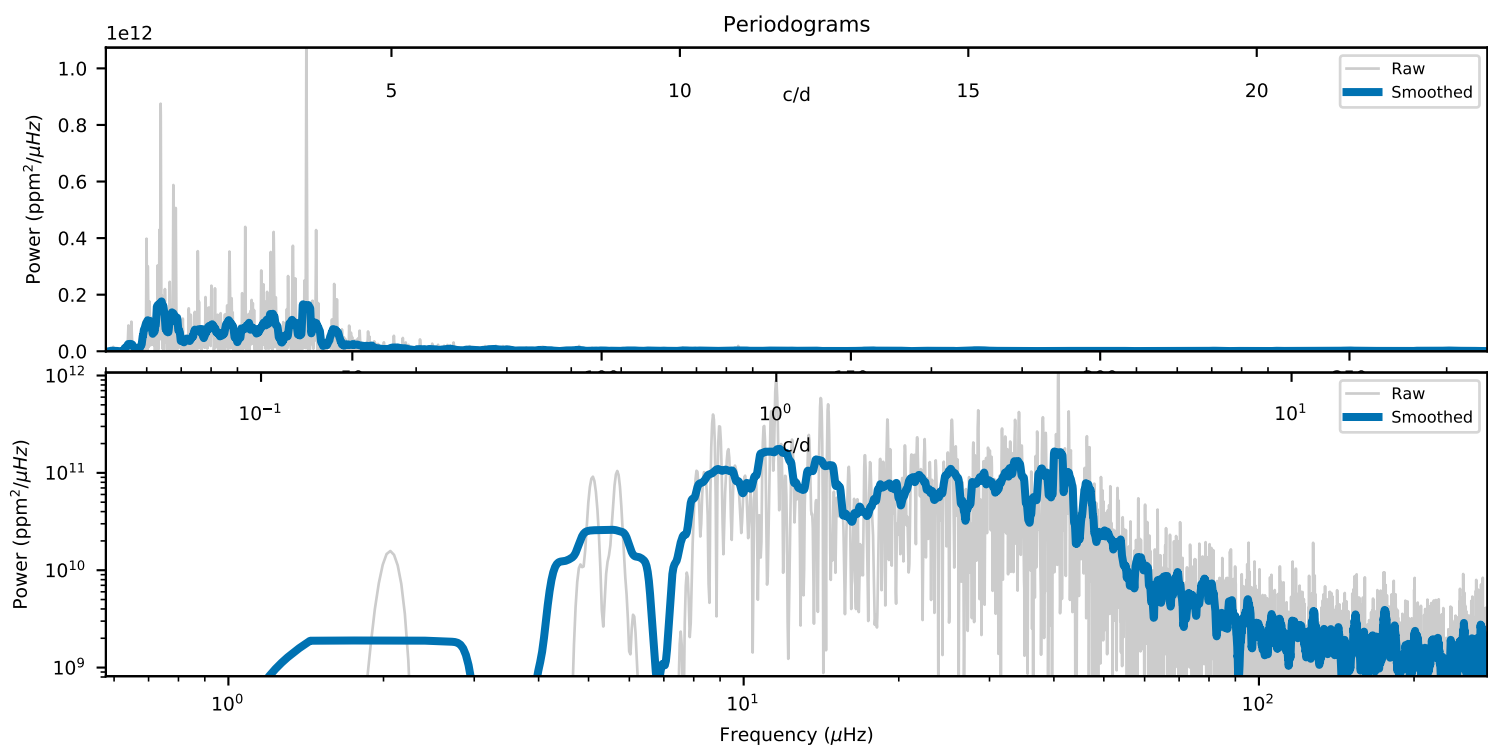 Periodograms
1e12
1.0
0.8
0.6
0.4
0.2
0.0
Power (ppm²/μHz)
5
10
15
20
c/d
Raw
Smoothed
10¹²
10¹¹
10¹⁰
10⁹
Power (ppm²/μHz)
10⁻¹
10⁰
10¹
c/d
Raw
Smoothed
10⁰
10¹
10²
Frequency (μHz)